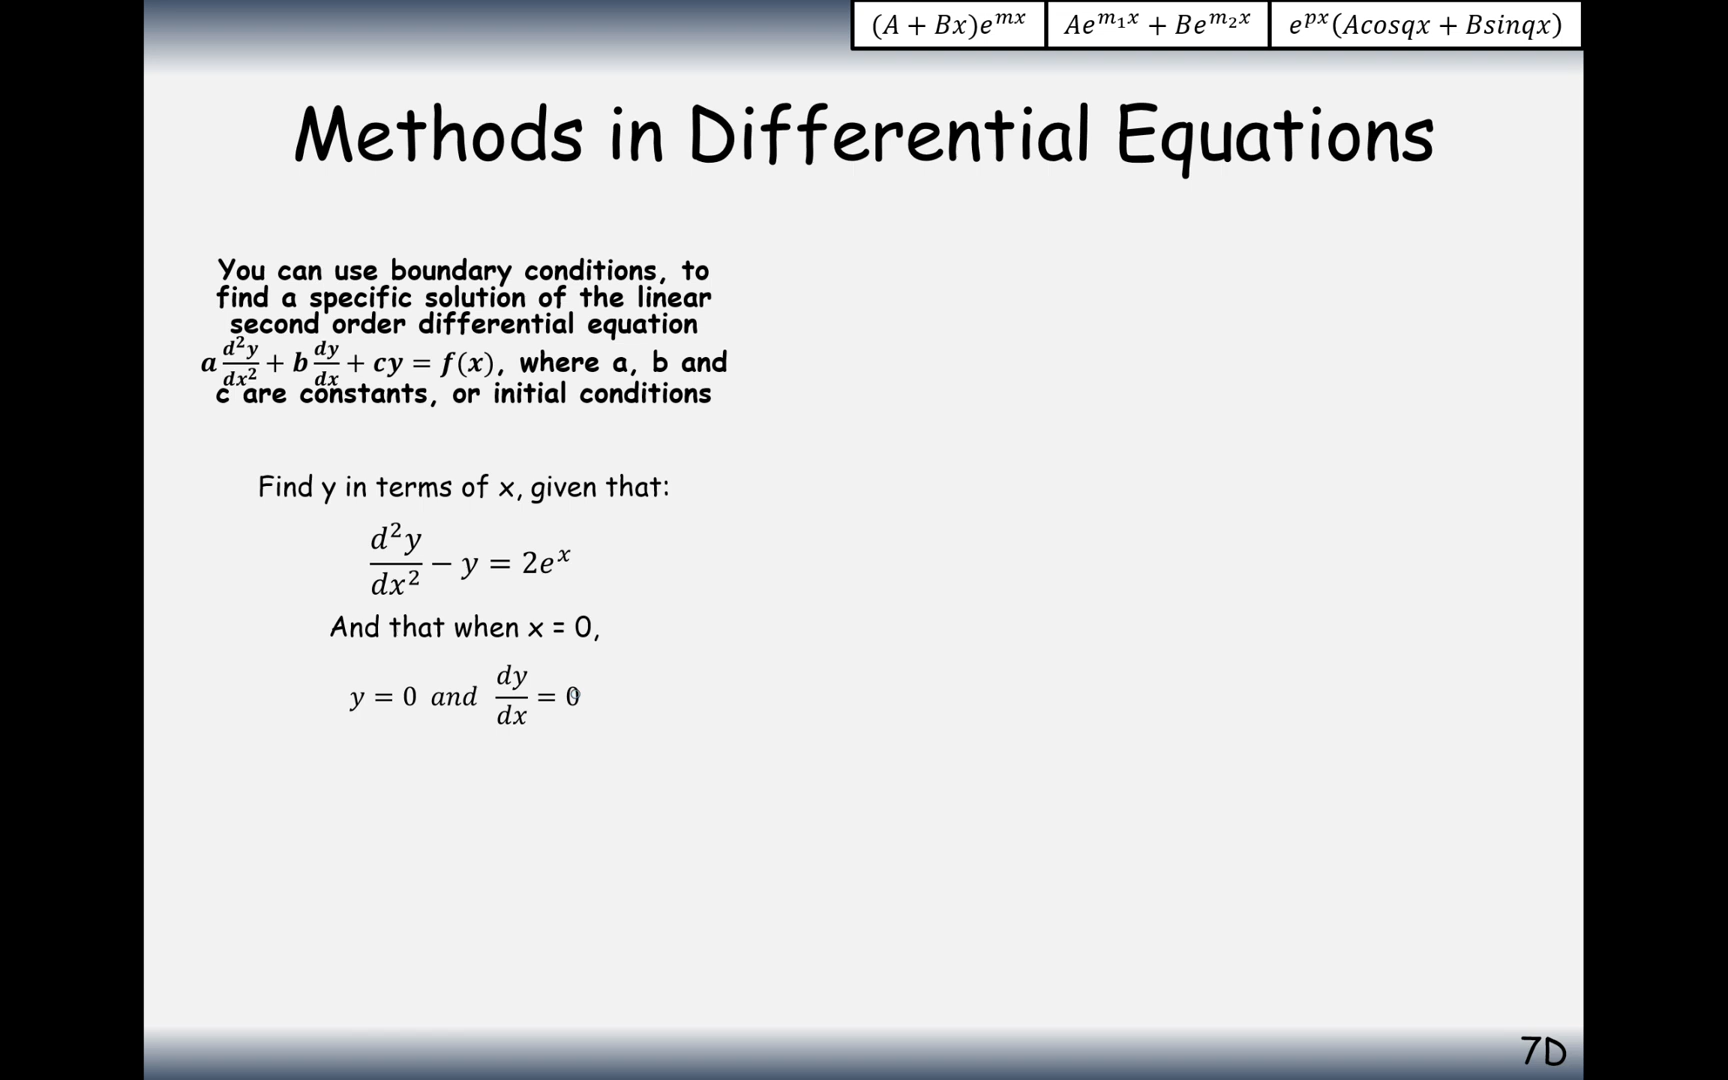 (A + Bx)e^{mx}
Ae^{m₁x} + Be^{m₂x}
e^{px}(Acosqx + Bsinqx)
Methods in Differential Equations
You can use boundary conditions, to
find a specific solution of the linear
second order differential equation
a d²y/dx² + b dy/dx + cy = f(x), where a, b and
c are constants, or initial conditions
Find y in terms of x, given that:
d²y/dx² − y = 2eˣ
And that when x = 0,
y = 0 and dy/dx = 0
7D